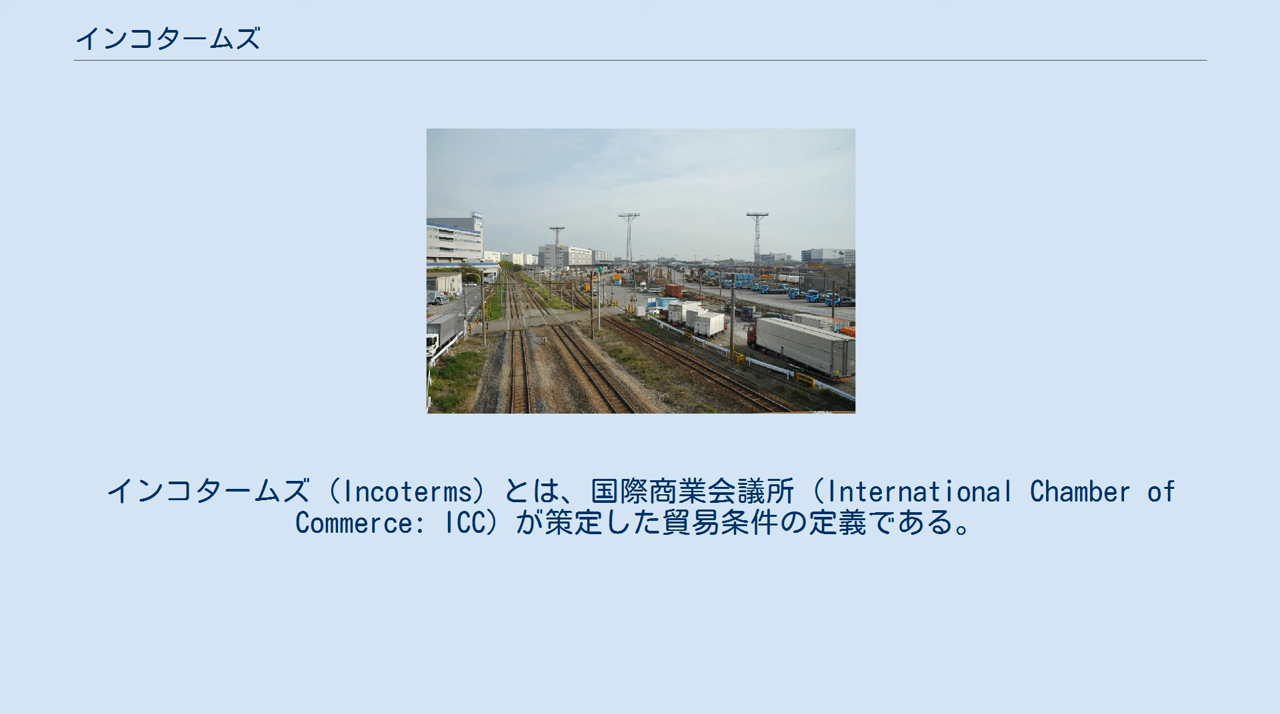 インコタームズ
インコタームズ（Incoterms）とは、国際商業会議所（International Chamber of
Commerce: ICC）が策定した貿易条件の定義である。